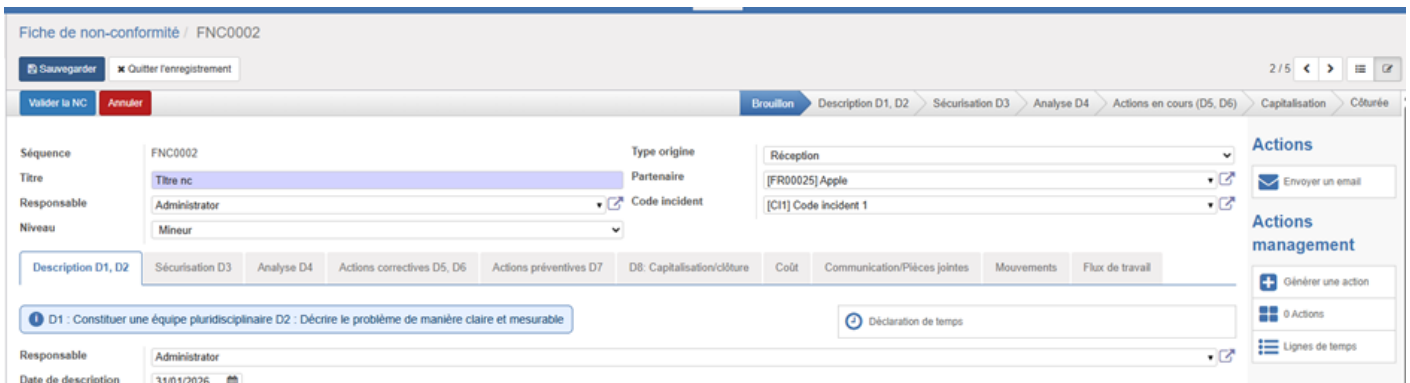 Fiche de non-conformité / FNC0002
Sauvegarder
Quitter l'enregistrement
2 / 5
Valider la NC
Annuler
Brouillon
Description D1, D2
Sécurisation D3
Analyse D4
Actions en cours (D5, D6)
Capitalisation
Côturée
Séquence
FNC0002
Titre
TItre nc
Responsable
Administrator
Niveau
Mineur
Type origine
Réception
Partenaire
[FR00025] Apple
Code incident
[CI1] Code incident 1
Actions
Envoyer un email
Actions
management
Générer une action
0 Actions
Lignes de temps
Description D1, D2
Sécurisation D3
Analyse D4
Actions correctives D5, D6
Actions préventives D7
D8: Capitalisation/clôture
Coût
Communication/Pièces jointes
Mouvements
Flux de travail
D1 : Constituer une équipe pluridisciplinaire D2 : Décrire le problème de manière claire et mesurable
Déclaration de temps
Responsable
Administrator
Date de description
31/01/2026